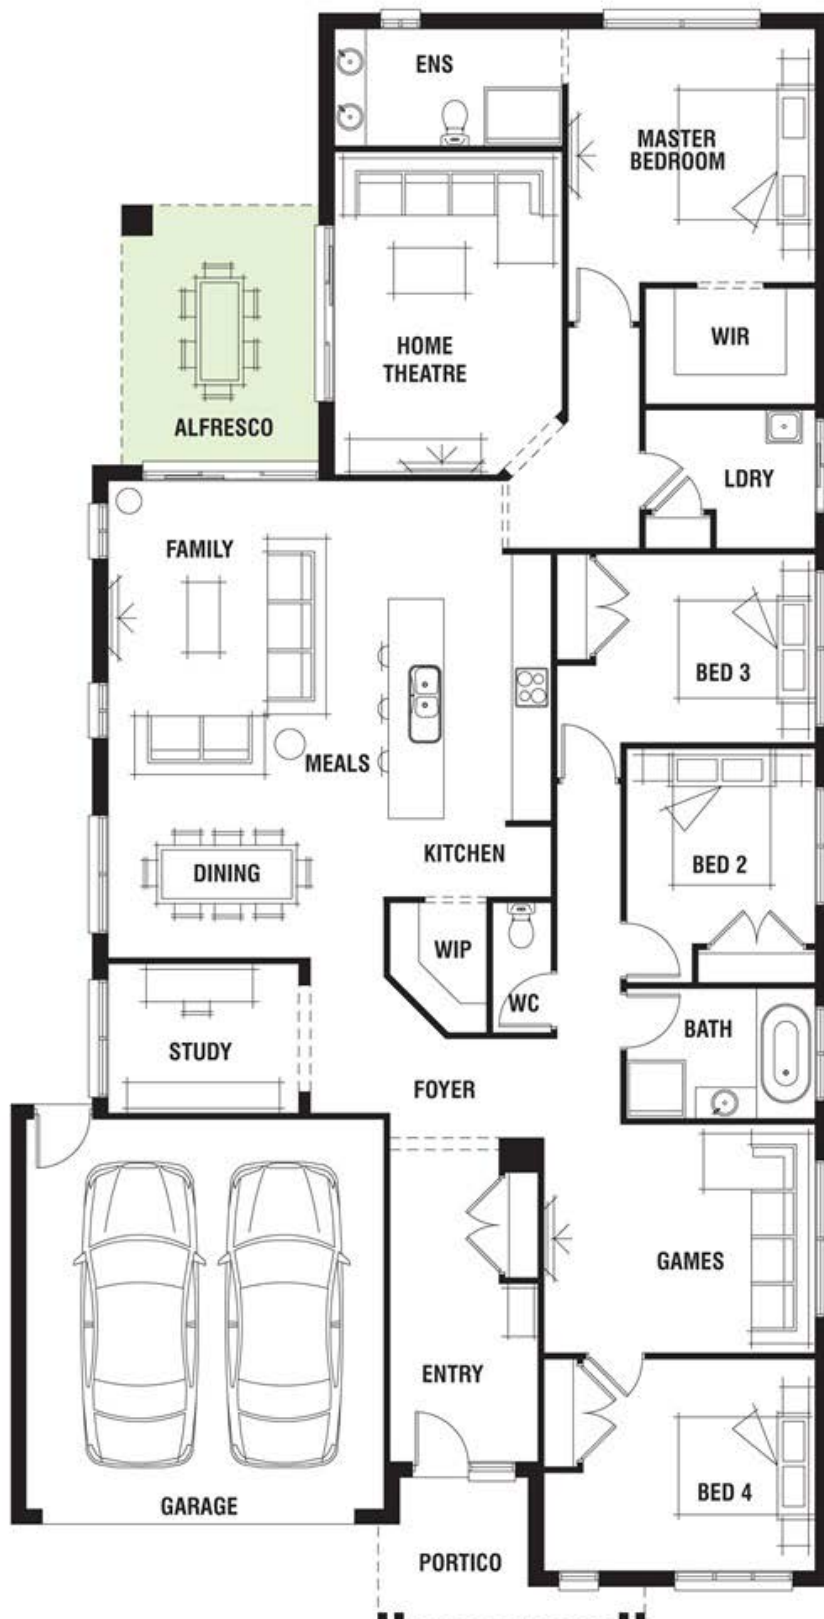 ENS
MASTER
BEDROOM
HOME
THEATRE
WIR
ALFRESCO
LDRY
FAMILY
BED 3
MEALS
KITCHEN
BED 2
DINING
WIP
WC
BATH
STUDY
FOYER
GAMES
ENTRY
BED 4
GARAGE
PORTICO